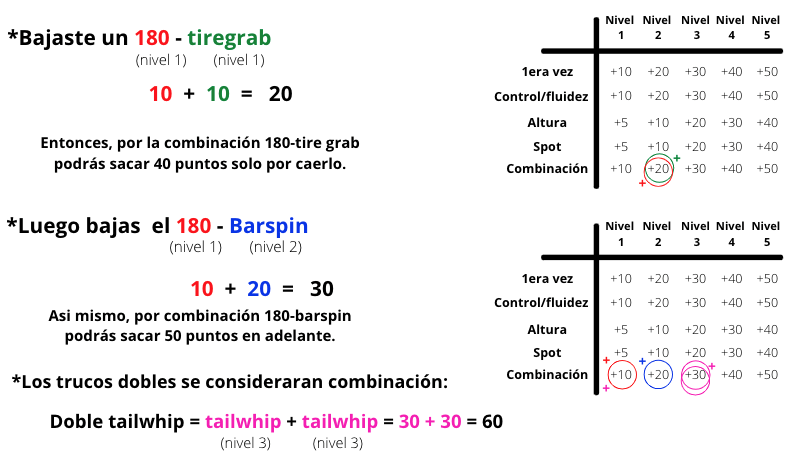 *Bajaste un 180 - tiregrab
(nivel 1) (nivel 1)
10 + 10 = 20
Entonces, por la combinación 180-tire grab
podrás sacar 40 puntos solo por caerlo.
Nivel 1 Nivel 2 Nivel 3 Nivel 4 Nivel 5
1era vez +10 +20 +30 +40 +50
Control/fluidez +10 +20 +30 +40 +50
Altura +5 +10 +20 +30 +40
Spot +5 +10 +20 +30 +40
Combinación +10 +20 +30 +40 +50
+
+
*Luego bajas el 180 - Barspin
(nivel 1) (nivel 2)
10 + 20 = 30
Asi mismo, por combinación 180-barspin
podrás sacar 50 puntos en adelante.
Nivel 1 Nivel 2 Nivel 3 Nivel 4 Nivel 5
1era vez +10 +20 +30 +40 +50
Control/fluidez +10 +20 +30 +40 +50
Altura +5 +10 +20 +30 +40
Spot +5 +10 +20 +30 +40
+ + +
Combinación +10 +20 +30 +40 +50
+
*Los trucos dobles se consideraran combinación:
Doble tailwhip = tailwhip + tailwhip = 30 + 30 = 60
(nivel 3) (nivel 3)